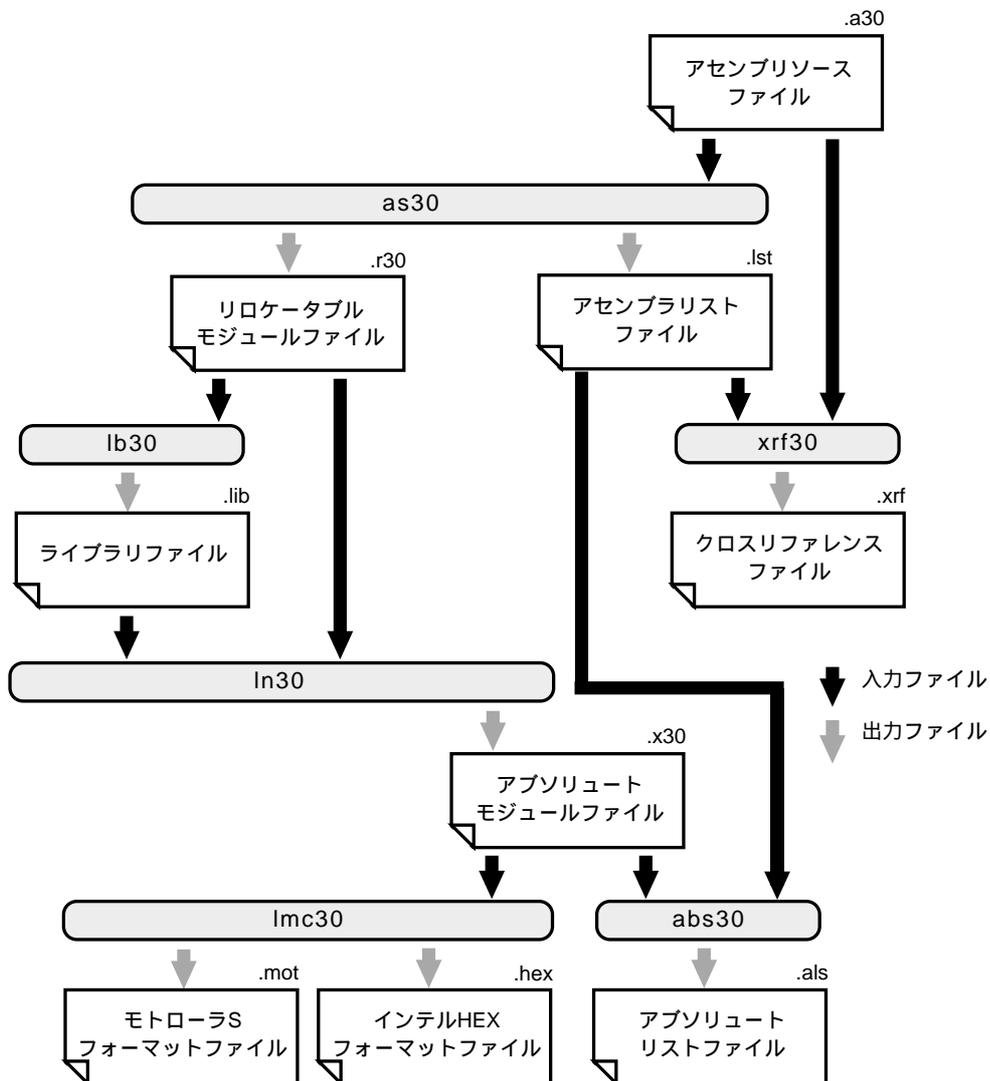 .a30
アセンブリソース
ファイル
as30
.r30
リロケータブル
モジュールファイル
.lst
アセンブラリスト
ファイル
lb30
xrf30
.lib
ライブラリファイル
.xrf
クロスリファレンス
ファイル
ln30
入力ファイル
出力ファイル
.x30
アブソリュート
モジュールファイル
lmc30
abs30
.mot
モトローラS
フォーマットファイル
.hex
インテルHEX
フォーマットファイル
.als
アブソリュート
リストファイル